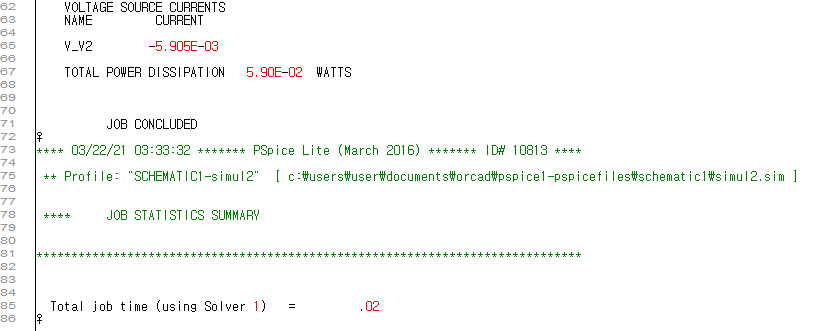 62 VOLTAGE SOURCE CURRENTS
63 NAME CURRENT
64
65 V_V2 -5.905E-03
66
67 TOTAL POWER DISSIPATION 5.90E-02 WATTS
68
69
70
71 JOB CONCLUDED
72
73 **** 03/22/21 03:33:32 ******* PSpice Lite (March 2016) ******* ID# 10813 ****
74
75 ** Profile: "SCHEMATIC1-simul2" [ c:₩users₩user₩documents₩orcad₩pspice1-pspicefiles₩schematic1₩simul2.sim ]
76
77
78 **** JOB STATISTICS SUMMARY
79
80
81 ******************************************************************************
82
83
84
85 Total job time (using Solver 1) = .02
86